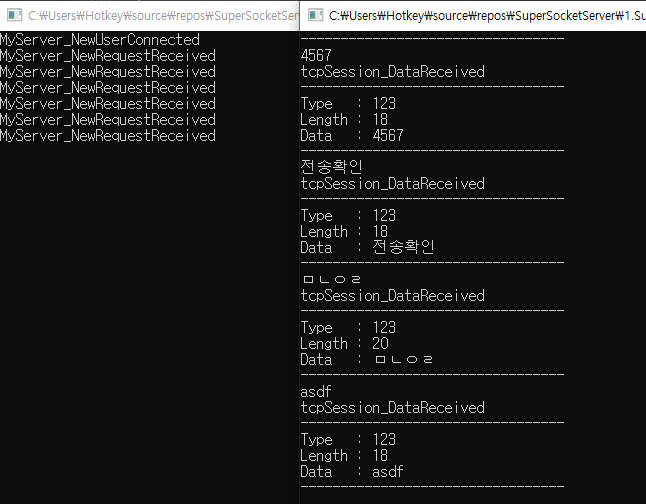 C:₩Users₩Hotkey₩source₩repos₩SuperSocketServer
MyServer_NewUserConnected
MyServer_NewRequestReceived
MyServer_NewRequestReceived
MyServer_NewRequestReceived
MyServer_NewRequestReceived
MyServer_NewRequestReceived
MyServer_NewRequestReceived
C:₩Users₩Hotkey₩source₩repos₩SuperSocketServer₩1.Su
---------------------------------
4567
tcpSession_DataReceived
---------------------------------
Type   : 123
Length : 18
Data   : 4567
---------------------------------
전송확인
tcpSession_DataReceived
---------------------------------
Type   : 123
Length : 18
Data   : 전송확인
---------------------------------
ㅁㄴㅇㄹ
tcpSession_DataReceived
---------------------------------
Type   : 123
Length : 20
Data   : ㅁㄴㅇㄹ
---------------------------------
asdf
tcpSession_DataReceived
---------------------------------
Type   : 123
Length : 18
Data   : asdf
---------------------------------